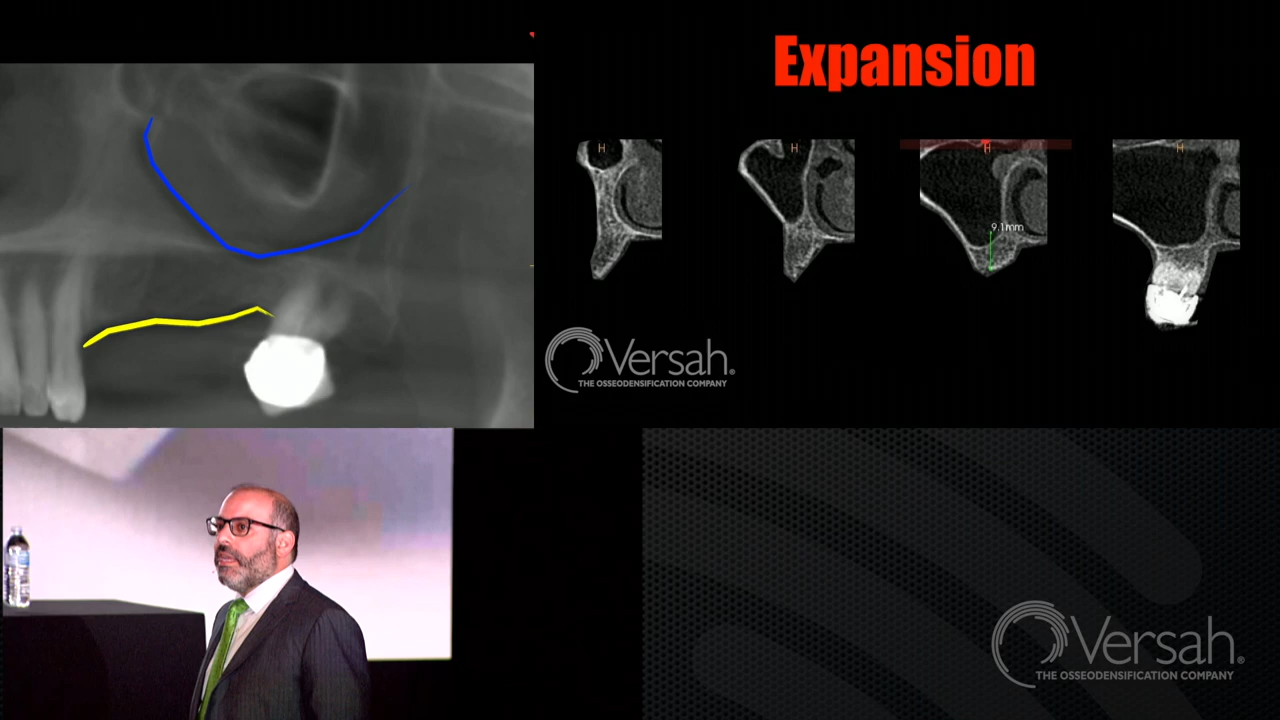 Expansion
H
H
H
H
9.1mm
Versah®
THE OSSEODENSIFICATION COMPANY
Versah®
THE OSSEODENSIFICATION COMPANY